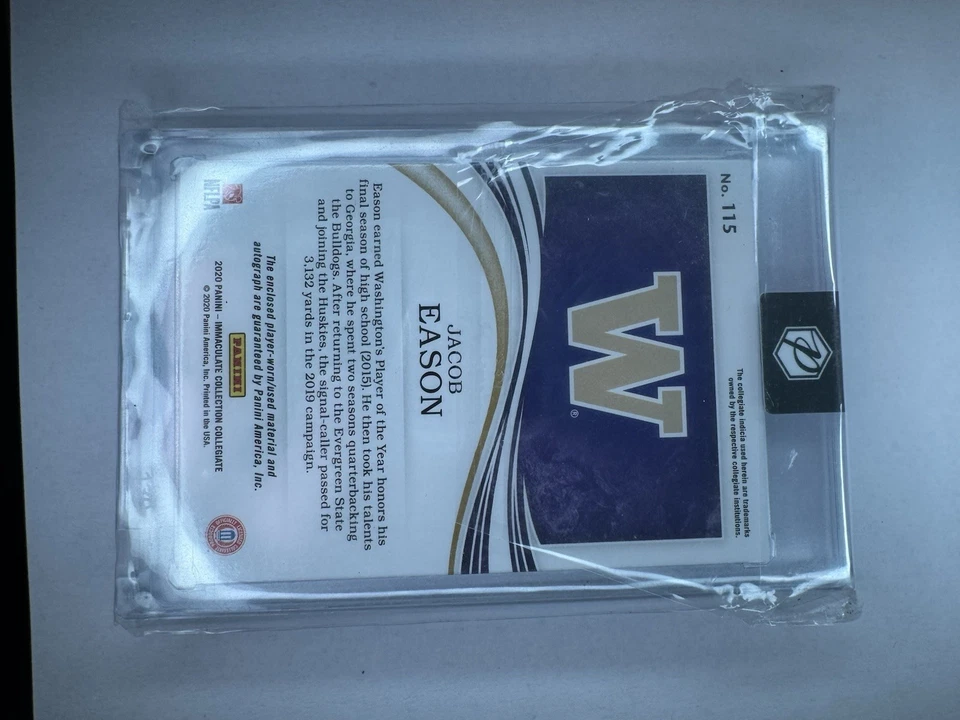 No. 115
The collegiate indicia used herein are trademarks
owned by the respective collegiate institutions.
W
®
JACOB
EASON
Eason earned Washington's Player of the Year honors his
final season of high school (2015). He then took his talents
to Georgia, where he spent two seasons quarterbacking
the Bulldogs. After returning to the Evergreen State
and joining the Huskies, the signal-caller passed for
3,132 yards in the 2019 campaign.
The enclosed player-worn/used material and
autograph are guaranteed by Panini America, Inc.
PANINI
2020 PANINI – IMMACULATE COLLECTION COLLEGIATE
© 2020 Panini America, Inc. Printed in the USA.
NFLPA